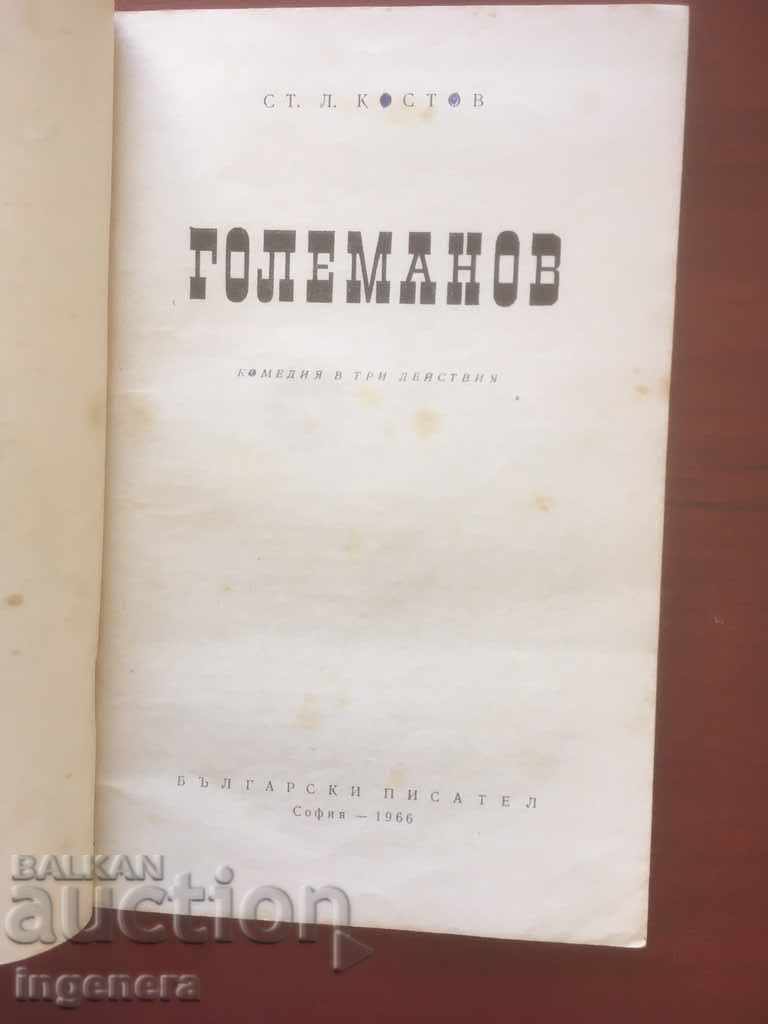 СТ. Л. КОСТОВ
ГОЛЕМАНОВ
КОМЕДИЯ В ТРИ ДЕЙСТВИЯ
БЪЛГАРСКИ ПИСАТЕЛ
София — 1966
BALKAN
auction
ingenera